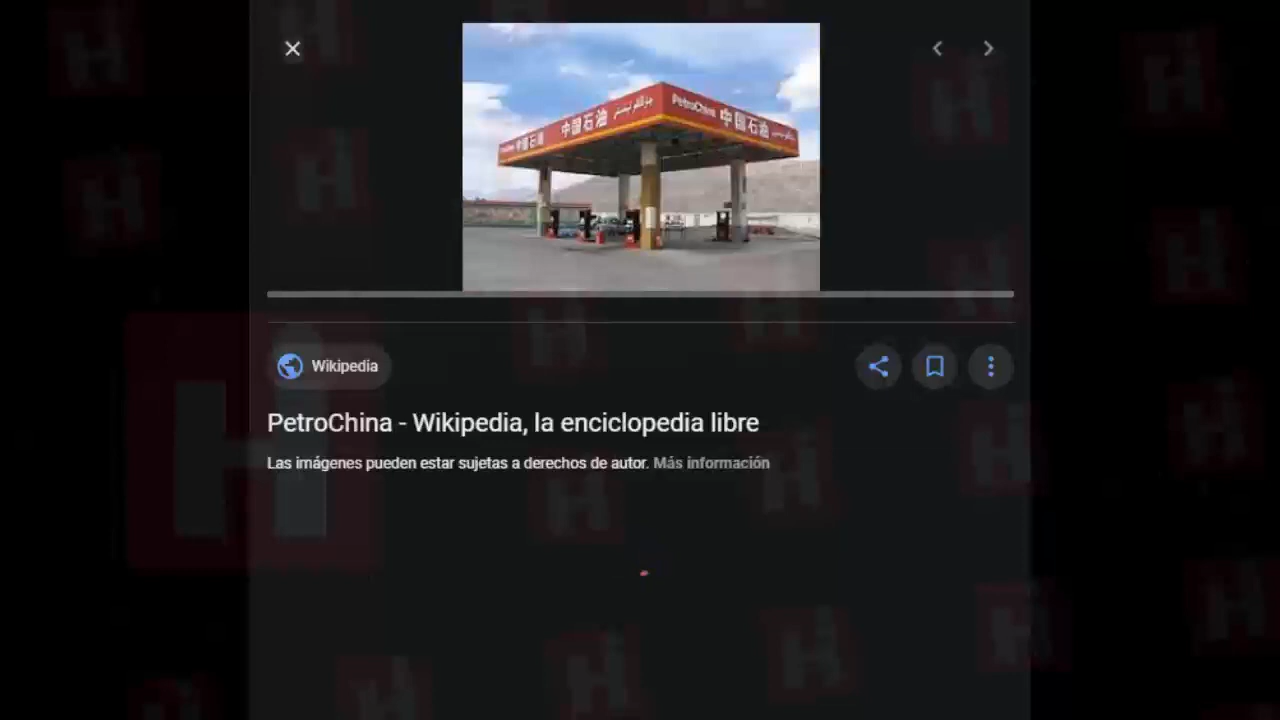 中国石油
PetroChina 中国石油
Wikipedia
PetroChina - Wikipedia, la enciclopedia libre
Las imágenes pueden estar sujetas a derechos de autor. Más información